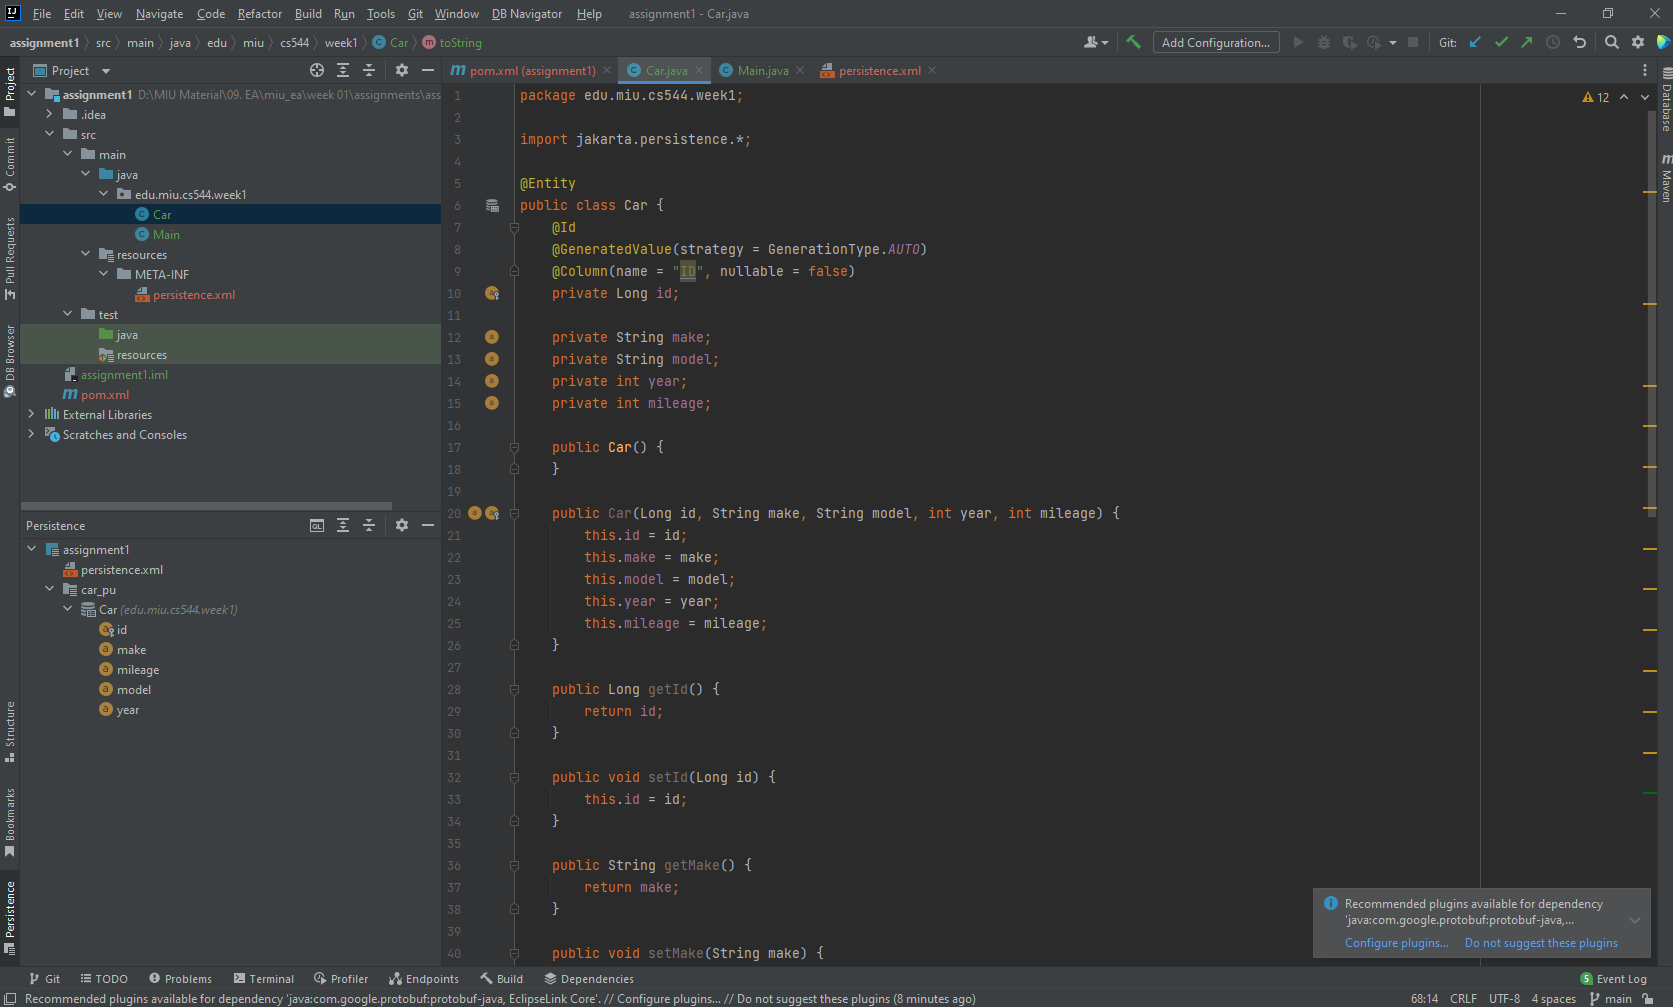 File Edit View Navigate Code Refactor Build Run Tools Git Window DB Navigator Help assignment1 - Car.java
assignment1 src main java edu miu cs544 week1 Car toString
Add Configuration... Git:
Project
pom.xml (assignment1) Car.java Main.java persistence.xml
assignment1 D:\MIU Material\09. EA\miu_ea\week 01\assignments\ass
.idea
src
main
java
edu.miu.cs544.week1
Car
Main
resources
META-INF
persistence.xml
test
java
resources
assignment1.iml
pom.xml
External Libraries
Scratches and Consoles
Persistence
assignment1
persistence.xml
car_pu
Car (edu.miu.cs544.week1)
id
make
mileage
model
year
Project
Commit
Pull Requests
DB Browser
Structure
Bookmarks
Persistence
12
1 package edu.miu.cs544.week1;
2
3 import jakarta.persistence.*;
4
5 @Entity
6 public class Car {
7 @Id
8 @GeneratedValue(strategy = GenerationType.AUTO)
9 @Column(name = "ID", nullable = false)
10 private Long id;
11
12 private String make;
13 private String model;
14 private int year;
15 private int mileage;
16
17 public Car() {
18 }
19
20 public Car(Long id, String make, String model, int year, int mileage) {
21 this.id = id;
22 this.make = make;
23 this.model = model;
24 this.year = year;
25 this.mileage = mileage;
26 }
27
28 public Long getId() {
29 return id;
30 }
31
32 public void setId(Long id) {
33 this.id = id;
34 }
35
36 public String getMake() {
37 return make;
38 }
39
40 public void setMake(String make) {
Database
Maven
Recommended plugins available for dependency
'java:com.google.protobuf:protobuf-java,...
Configure plugins... Do not suggest these plugins
Git TODO Problems Terminal Profiler Endpoints Build Dependencies 5 Event Log
Recommended plugins available for dependency 'java:com.google.protobuf:protobuf-java, EclipseLink Core'. // Configure plugins... // Do not suggest these plugins (8 minutes ago) 68:14 CRLF UTF-8 4 spaces main